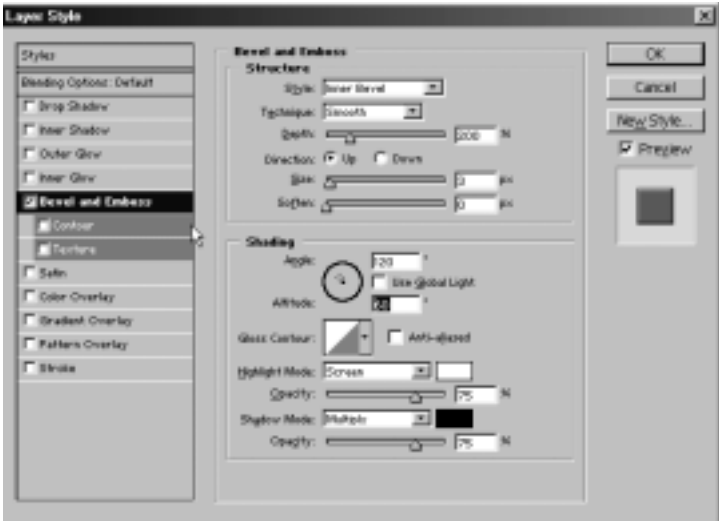 Layer Style
Styles
Blending Options: Default
Drop Shadow
Inner Shadow
Outer Glow
Inner Glow
Bevel and Emboss
Contour
Texture
Satin
Color Overlay
Gradient Overlay
Pattern Overlay
Stroke
Bevel and Emboss
Structure
Style: Inner Bevel
Technique: Smooth
Depth: 200 %
Direction: Up Down
Size: px
Soften: 0 px
Shading
Angle: 120 °
Use Global Light
Altitude: °
Gloss Contour: Anti-aliased
Highlight Mode: Screen
Opacity: 75 %
Shadow Mode: Multiply
Opacity: 75 %
OK
Cancel
New Style...
Preview